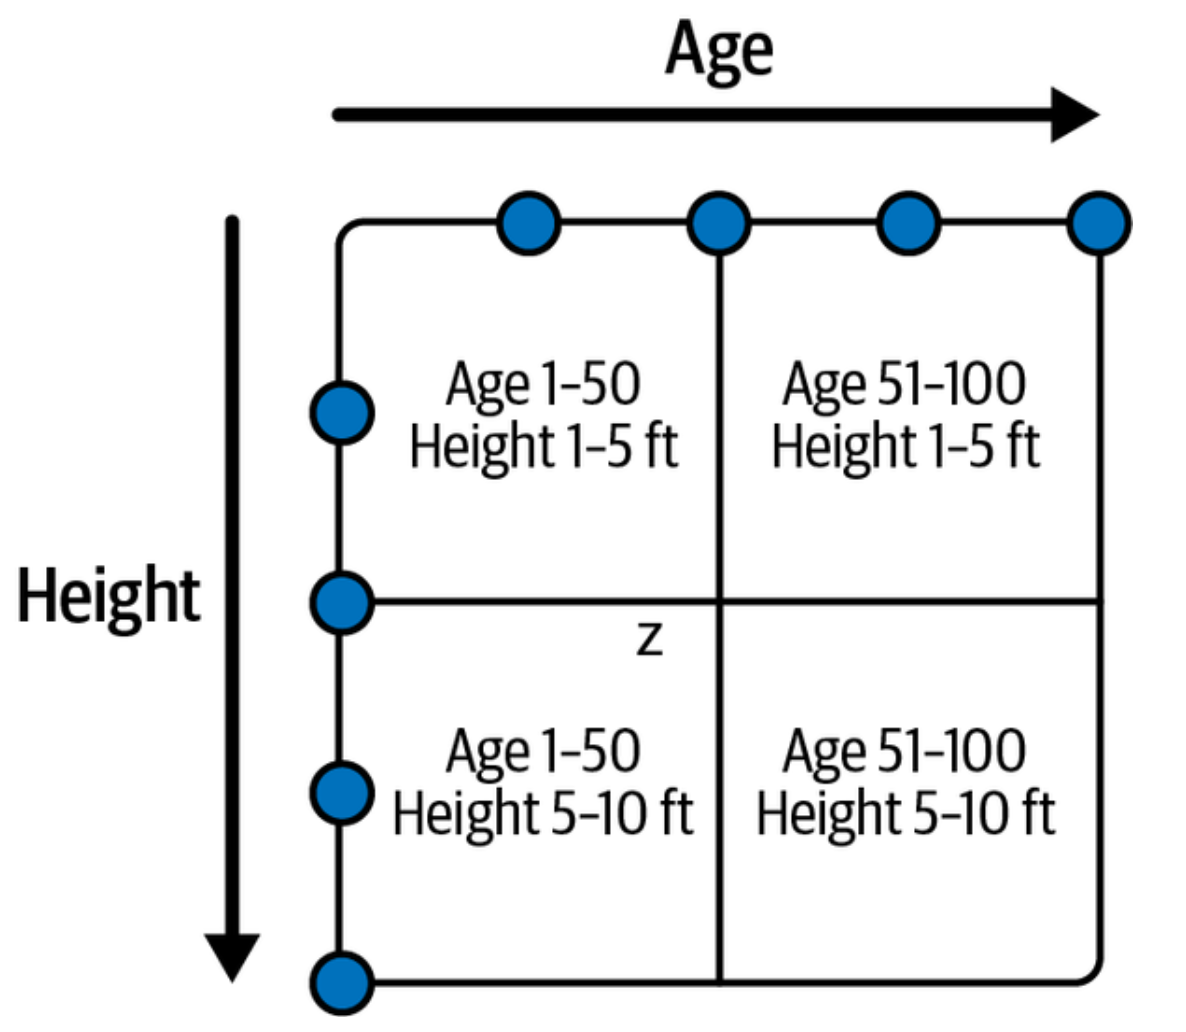 Age
Age 1–50
Height 1–5 ft
Age 51–100
Height 1–5 ft
Height
z
Age 1–50
Height 5–10 ft
Age 51–100
Height 5–10 ft